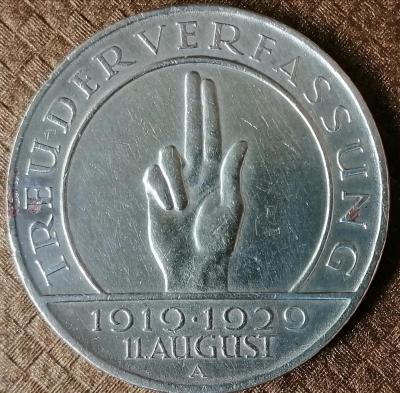 TREU·DER VERFASSUNG
1919·1929
11. AUGUST
A